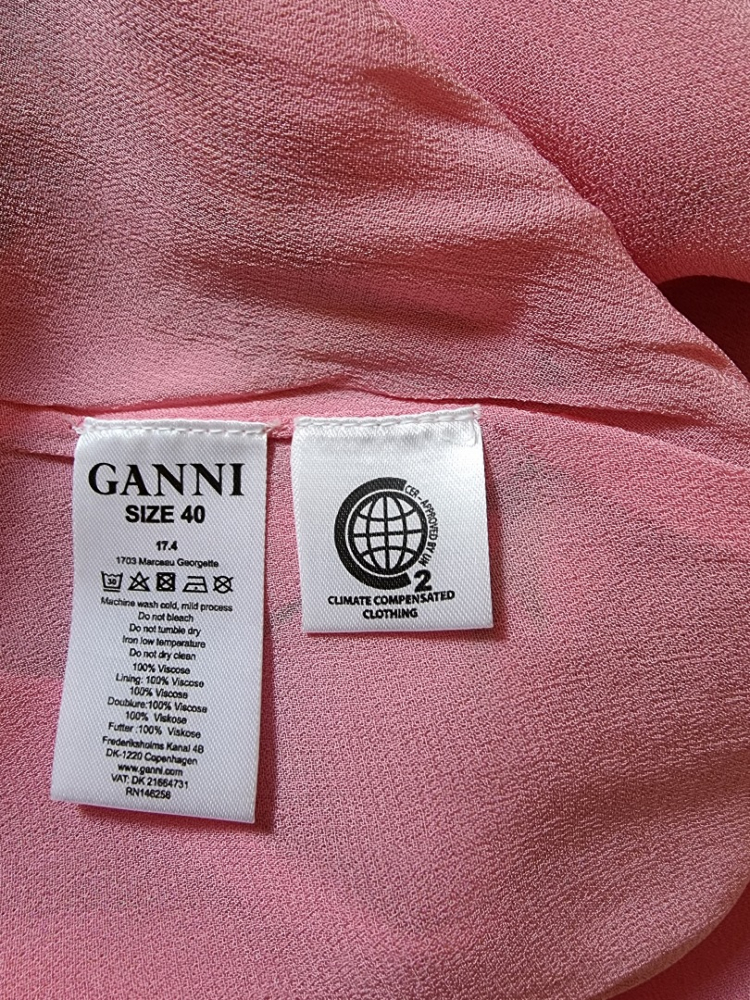 GANNI
SIZE 40
17.4
1703 Marceau Georgette
30
Machine wash cold, mild process
Do not bleach
Do not tumble dry
Iron low temperature
Do not dry clean
100% Viscose
Lining: 100% Viscose
100% Viscose
Doublure:100% Viscose
100% Viskose
Futter :100% Viskose
Frederiksholms Kanal 4B
DK-1220 Copenhagen
www.ganni.com
VAT: DK 21664731
RN146256
CER - APPROVED BY UN
2
CLIMATE COMPENSATED
CLOTHING